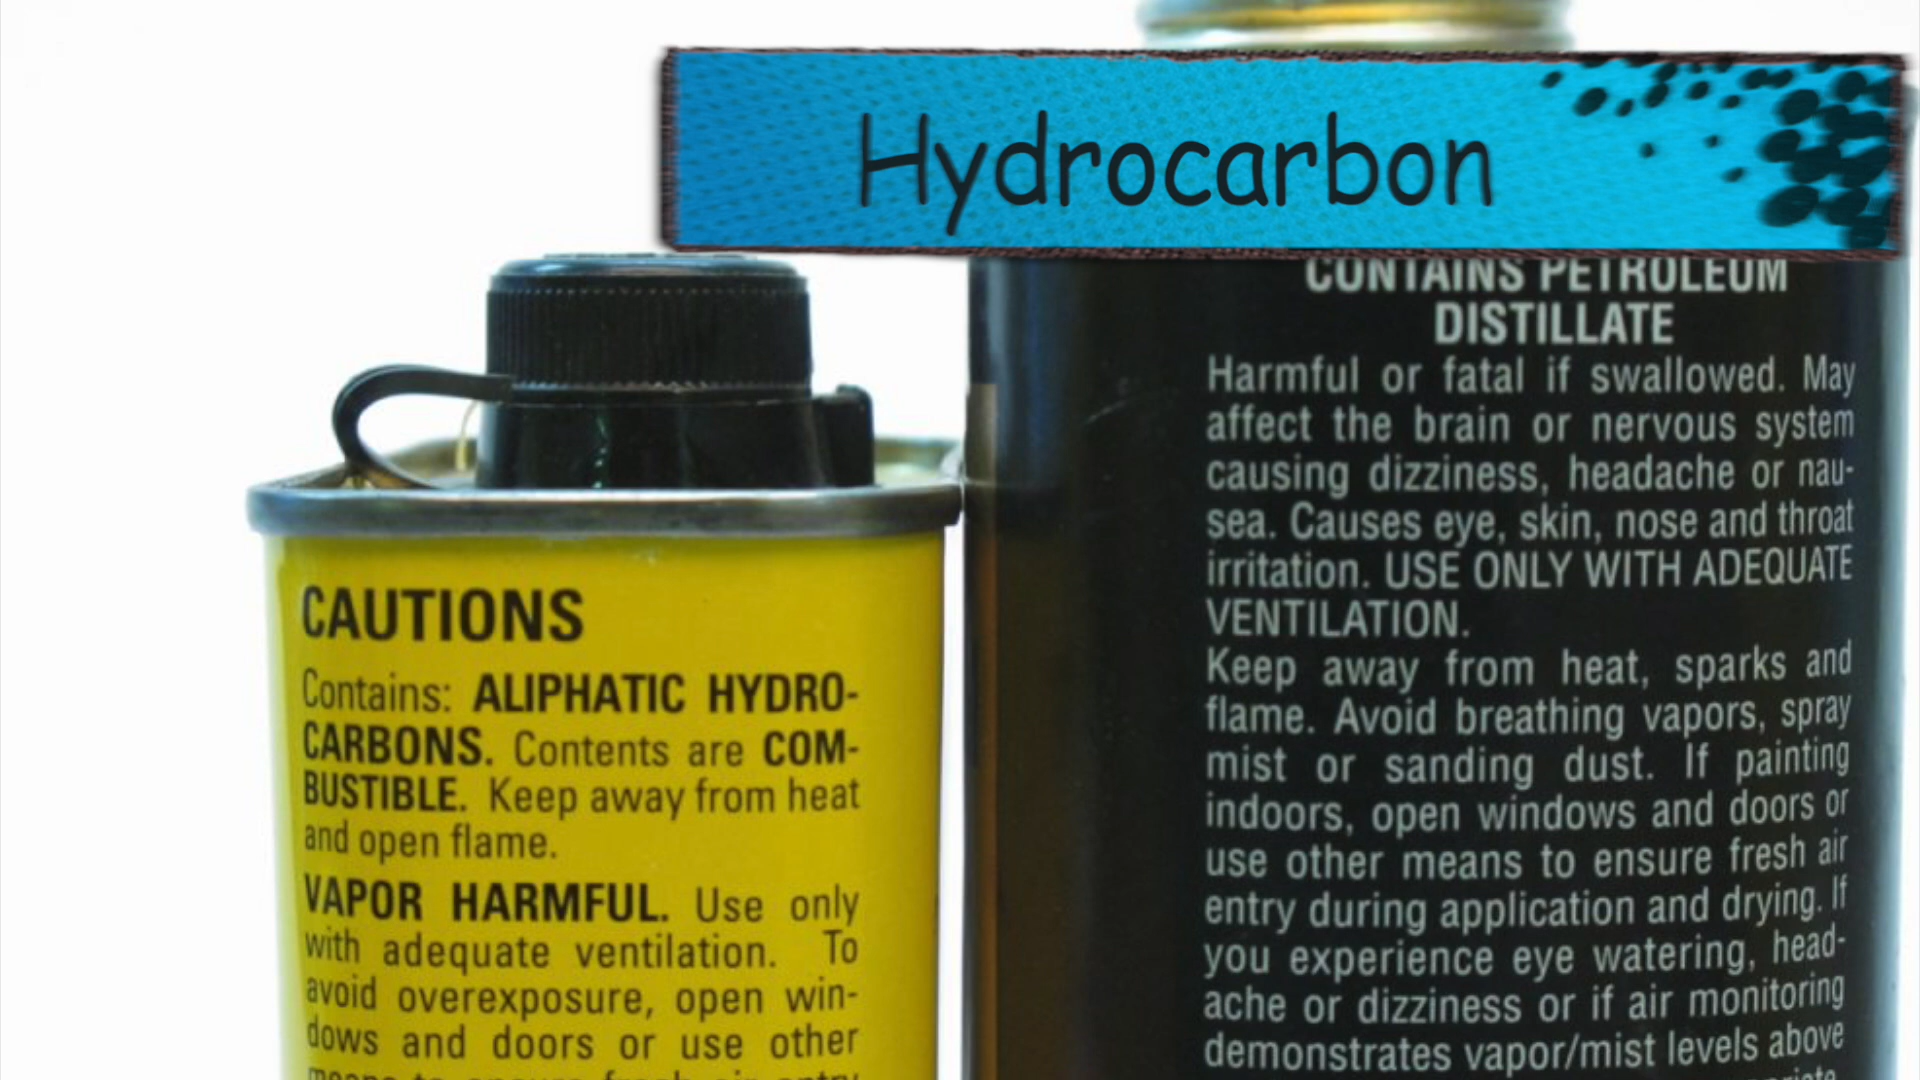 Hydrocarbon
CAUTIONS
Contains: ALIPHATIC HYDRO-
CARBONS. Contents are COM-
BUSTIBLE. Keep away from heat
and open flame.
VAPOR HARMFUL. Use only
with adequate ventilation. To
avoid overexposure, open win-
dows and doors or use other
means to ensure fresh air entry
CONTAINS PETROLEUM
DISTILLATE
Harmful or fatal if swallowed. May
affect the brain or nervous system
causing dizziness, headache or nau-
sea. Causes eye, skin, nose and throat
irritation. USE ONLY WITH ADEQUATE
VENTILATION.
Keep away from heat, sparks and
flame. Avoid breathing vapors, spray
mist or sanding dust. If painting
indoors, open windows and doors or
use other means to ensure fresh air
entry during application and drying. If
you experience eye watering, head-
ache or dizziness or if air monitoring
demonstrates vapor/mist levels above